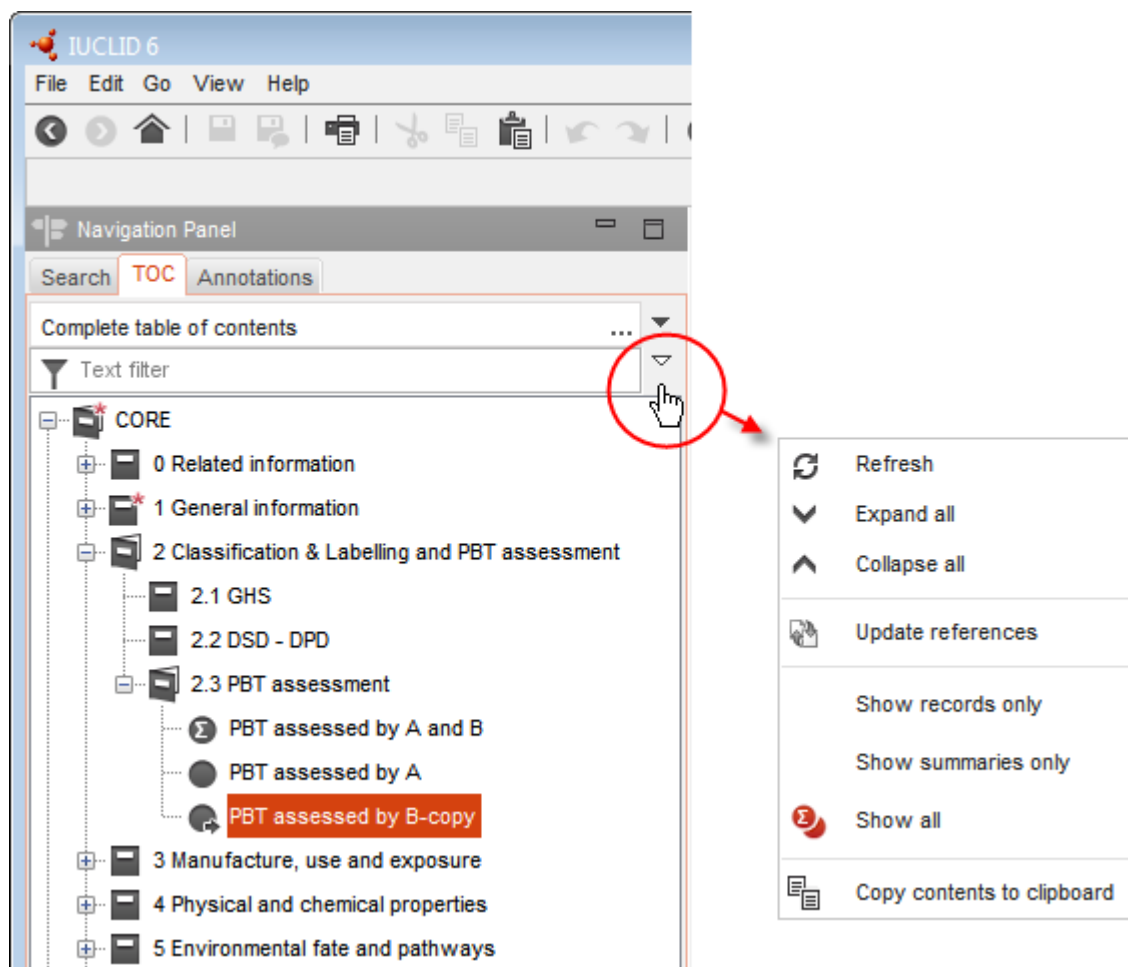 IUCLID 6
File Edit Go View Help
Navigation Panel
Search TOC Annotations
Complete table of contents ...
Text filter
CORE
0 Related information
1 General information
2 Classification & Labelling and PBT assessment
2.1 GHS
2.2 DSD - DPD
2.3 PBT assessment
PBT assessed by A and B
PBT assessed by A
PBT assessed by B-copy
3 Manufacture, use and exposure
4 Physical and chemical properties
5 Environmental fate and pathways
Refresh
Expand all
Collapse all
Update references
Show records only
Show summaries only
Show all
Copy contents to clipboard